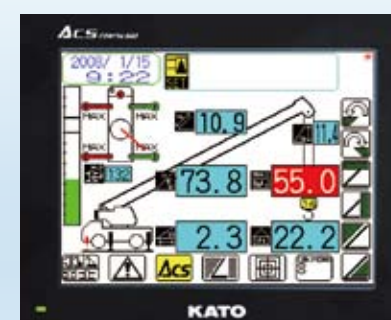 ACS
2008/ 1/15
9:22
SET
MAX
MAX
10.9
11.4
MAX
MAX
132
73.8
55.0
2.3
22.2
Acs
KATO